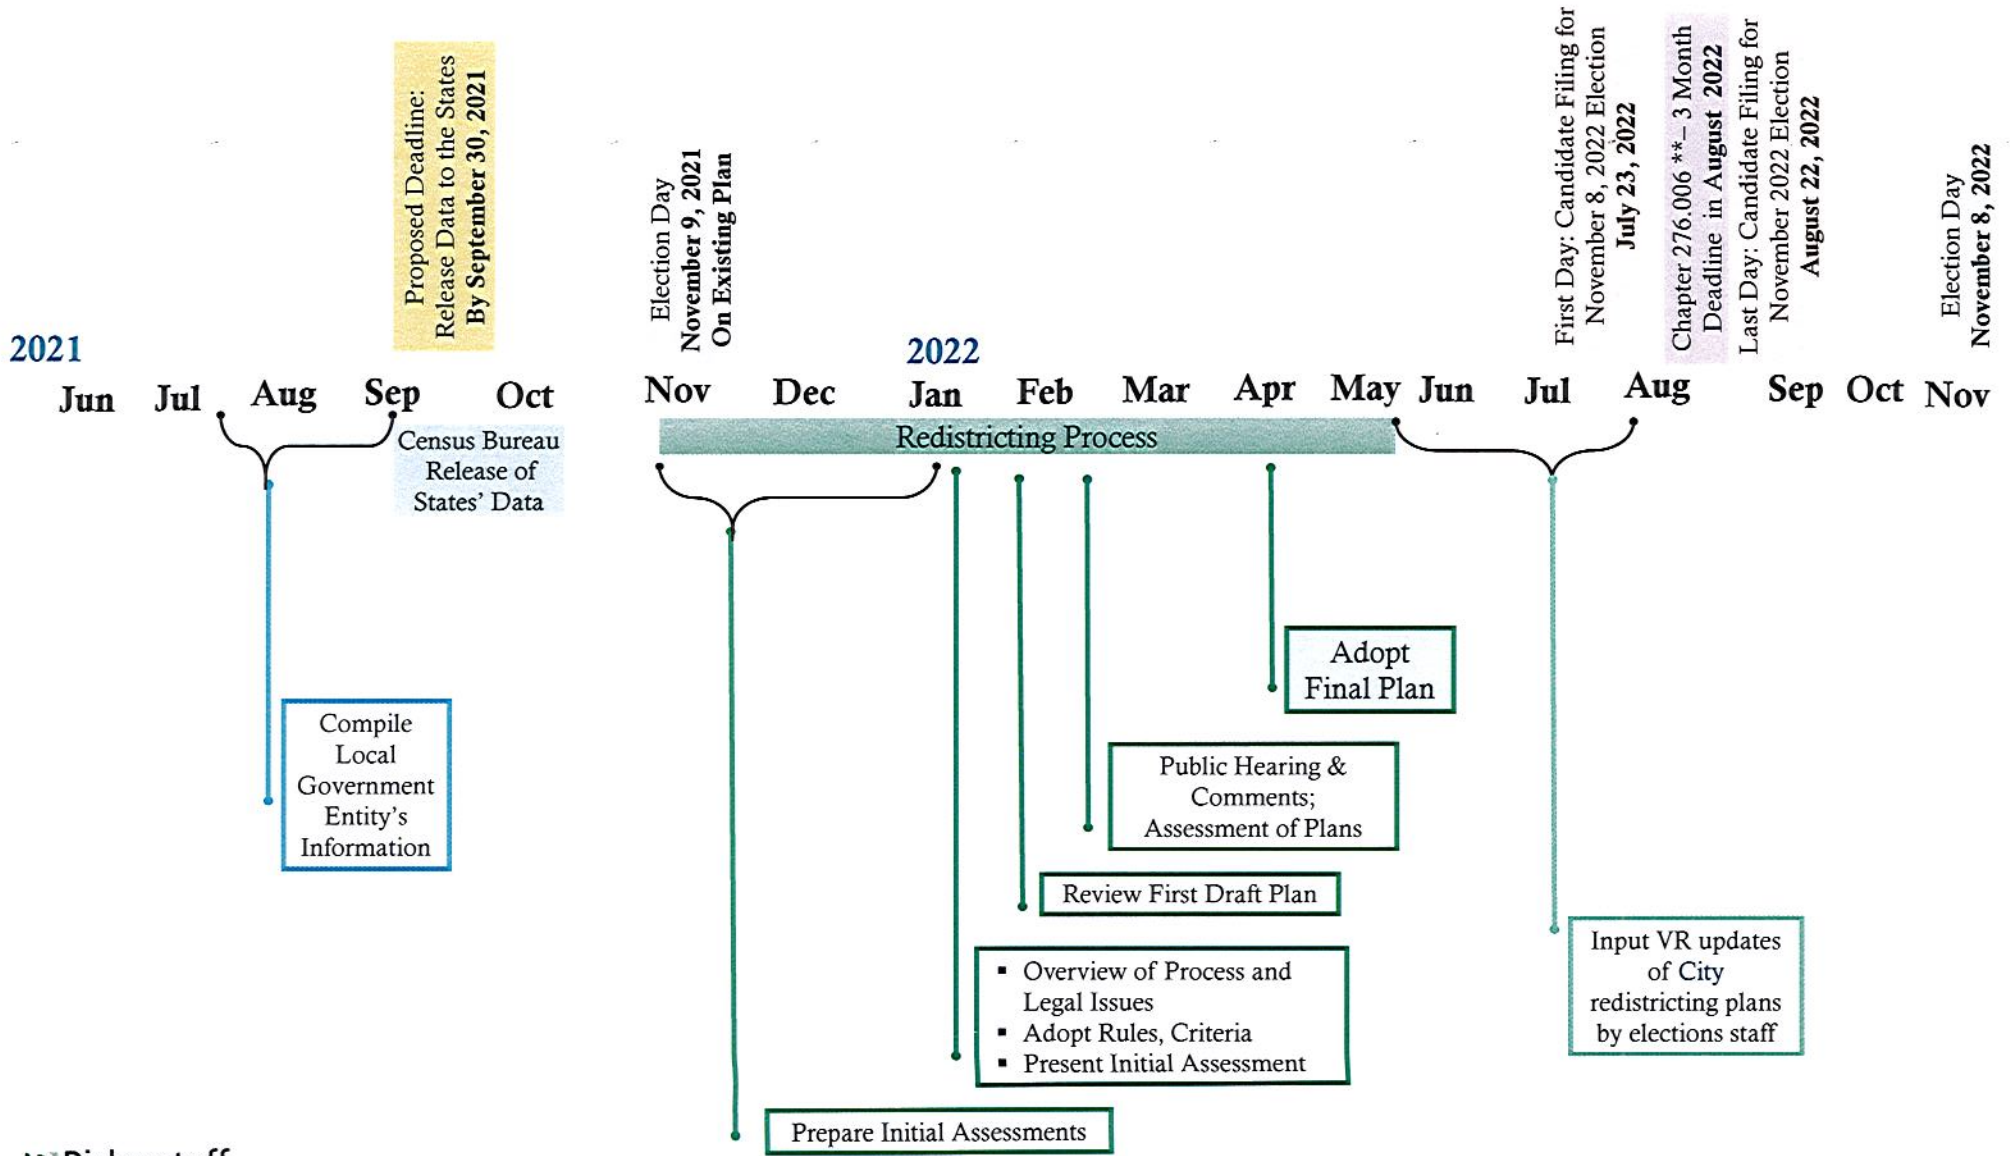 Proposed Deadline:
Release Data to the States
By September 30, 2021
Election Day
November 9, 2021
On Existing Plan
First Day: Candidate Filing for
November 8, 2022 Election
July 23, 2022
Chapter 276.006 ** – 3 Month
Deadline in August 2022
Last Day: Candidate Filing for
November 2022 Election
August 22, 2022
Election Day
November 8, 2022
2021
2022
Jun Jul Aug Sep Oct Nov Dec Jan Feb Mar Apr May Jun Jul Aug Sep Oct Nov
Census Bureau
Release of
States' Data
Redistricting Process
Adopt
Final Plan
Compile
Local
Government
Entity's
Information
Public Hearing &
Comments;
Assessment of Plans
Review First Draft Plan
Input VR updates
of City
redistricting plans
by elections staff
▪ Overview of Process and
Legal Issues
▪ Adopt Rules, Criteria
▪ Present Initial Assessment
Prepare Initial Assessments